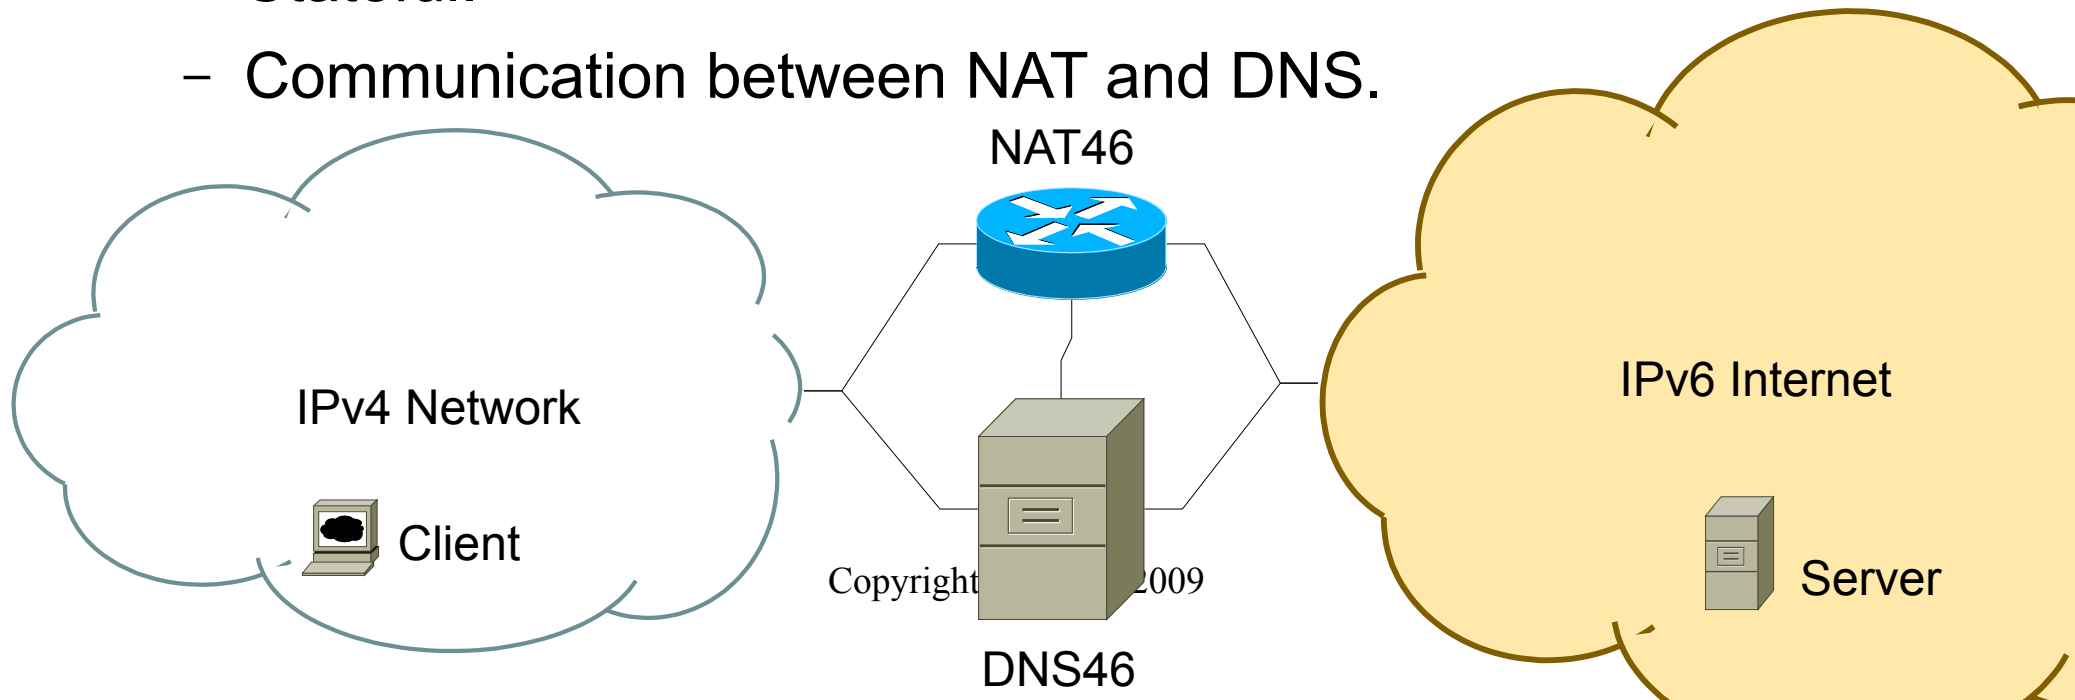 – Communication between NAT and DNS.
NAT46
IPv4 Network
IPv6 Internet
Client
Server
Copyright 2009
DNS46